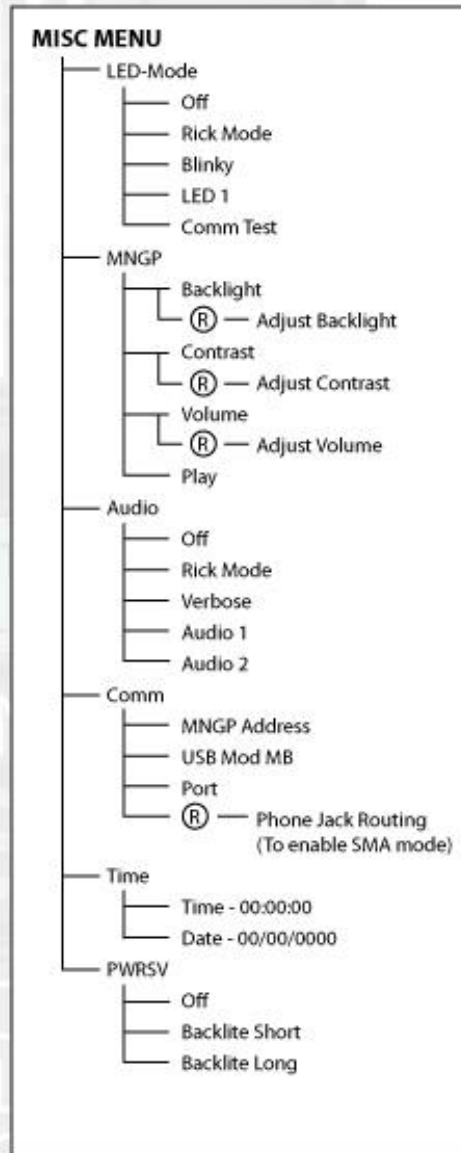 MISC MENU
LED-Mode
Off
Rick Mode
Blinky
LED 1
Comm Test
MNGP
Backlight
R Adjust Backlight
Contrast
R Adjust Contrast
Volume
R Adjust Volume
Play
Audio
Off
Rick Mode
Verbose
Audio 1
Audio 2
Comm
MNGP Address
USB Mod MB
Port
R Phone Jack Routing
(To enable SMA mode)
Time
Time - 00:00:00
Date - 00/00/0000
PWRSV
Off
Backlite Short
Backlite Long